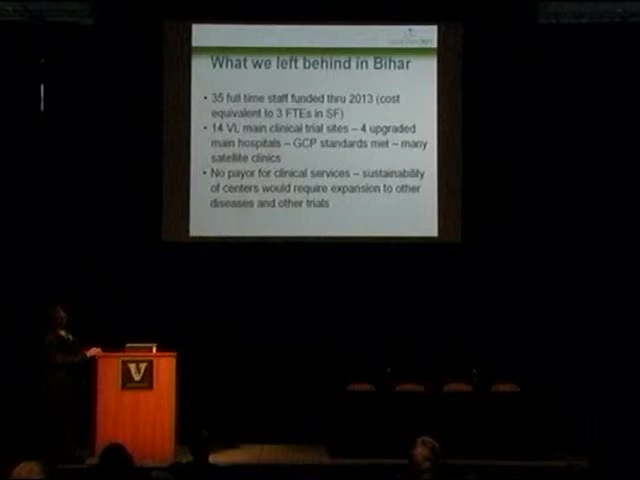 What we left behind in Bihar
• 35 full time staff funded thru 2013 (cost
equivalent to 3 FTEs in SF)
• 14 VL main clinical trial sites – 4 upgraded
main hospitals – GCP standards met – many
satellite clinics
• No payor for clinical services – sustainability
of centers would require expansion to other
diseases and other trials
V